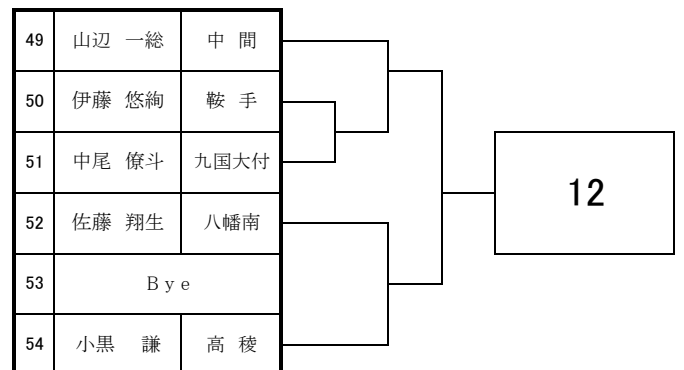 49 山辺 一総 中 間
50 伊藤 悠絢 鞍 手
51 中尾 僚斗 九国大付
12
52 佐藤 翔生 八幡南
53 Bye
54 小黒 謙 高 稜